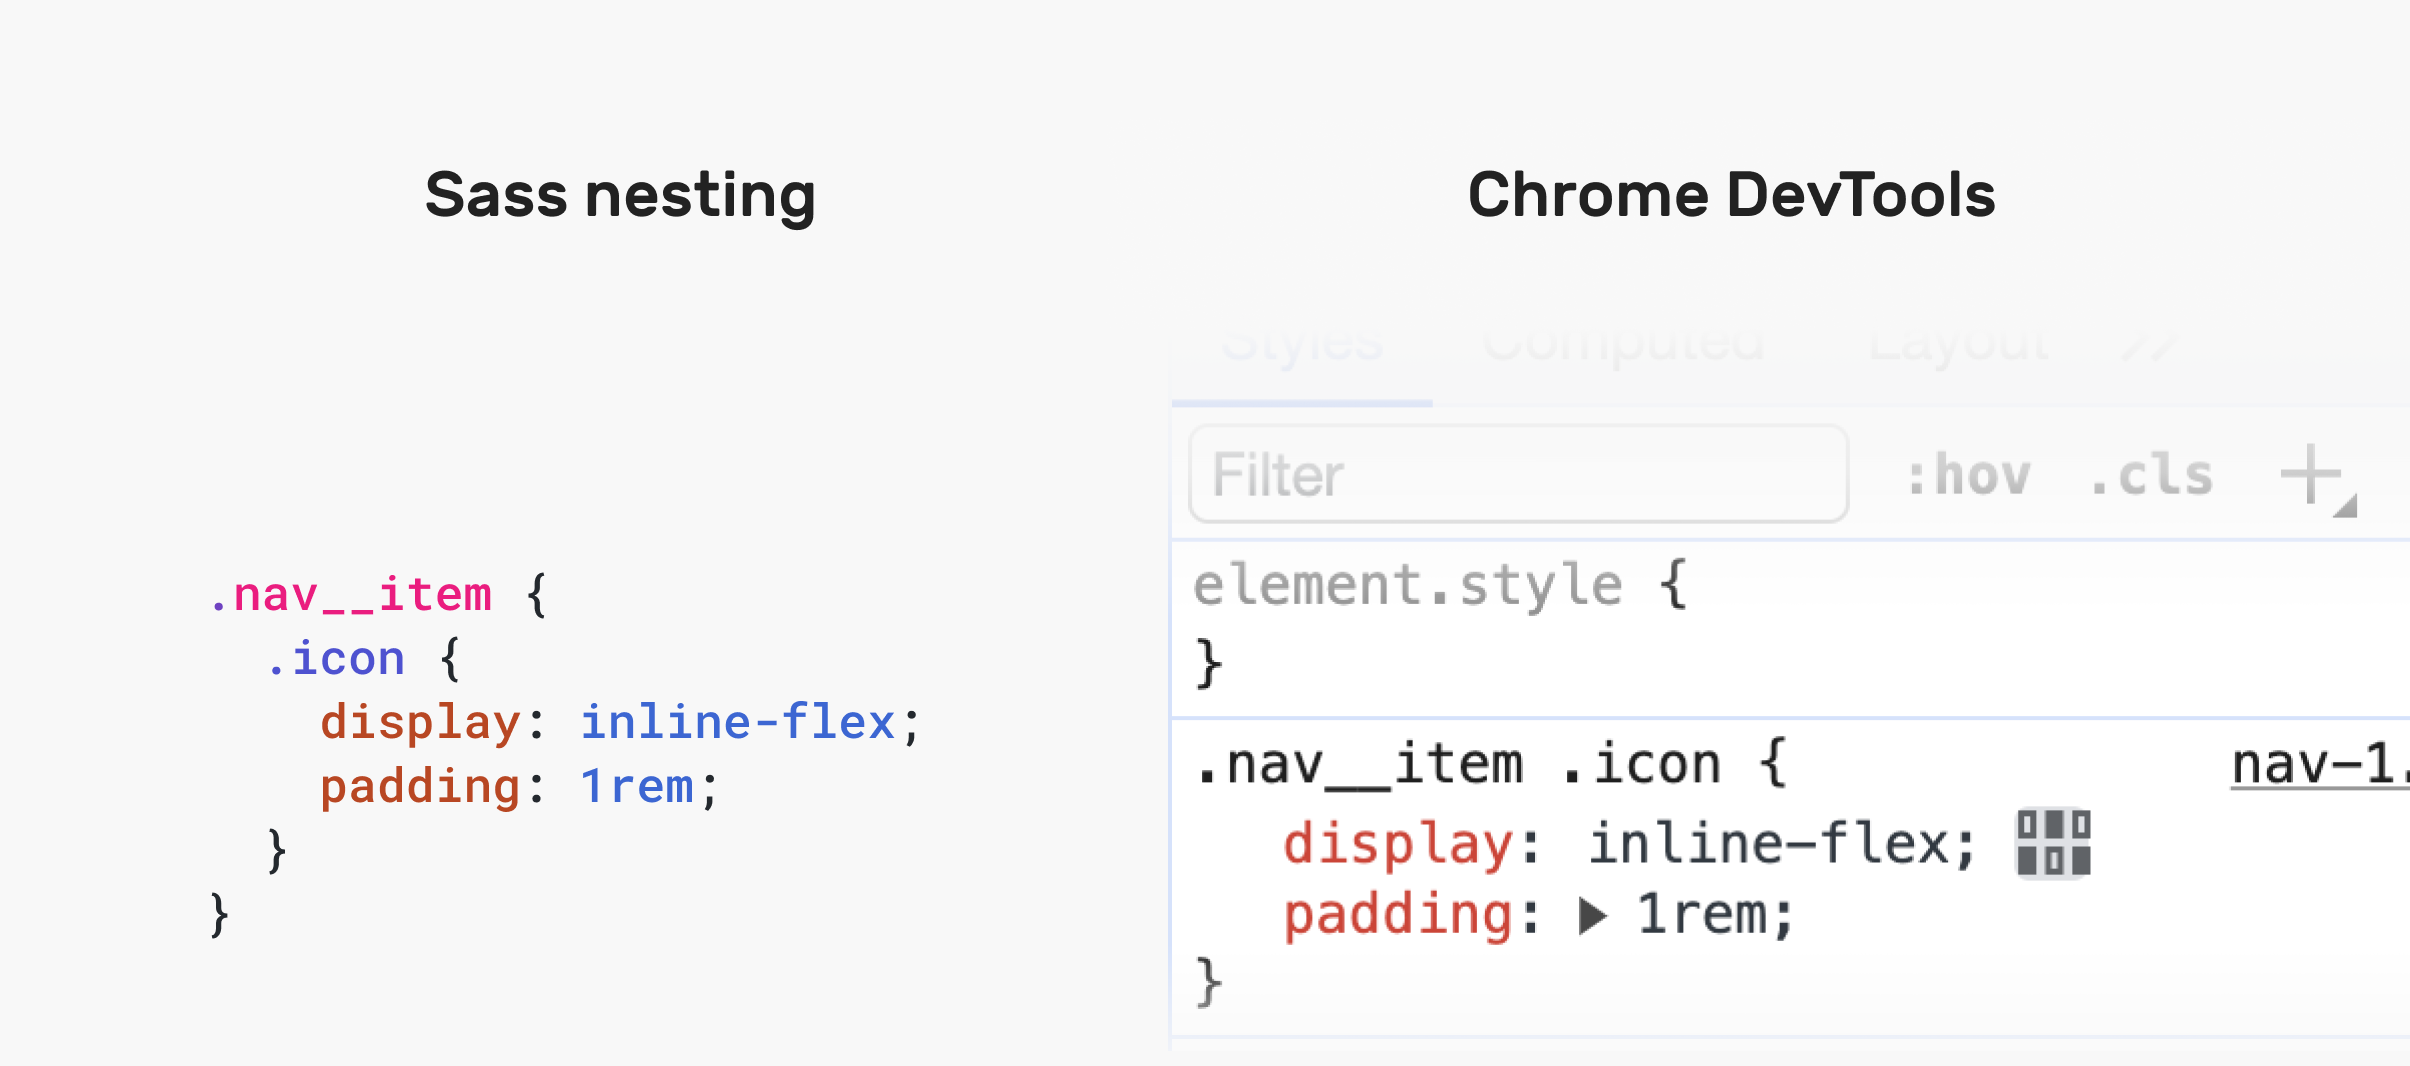 Sass nesting
.nav__item {
.icon {
display: inline-flex;
padding: 1rem;
}
}
Chrome DevTools
Styles Computed Layout
Filter :hov .cls
element.style {
}
.nav__item .icon { nav-1.
display: inline-flex;
padding: 1rem;
}